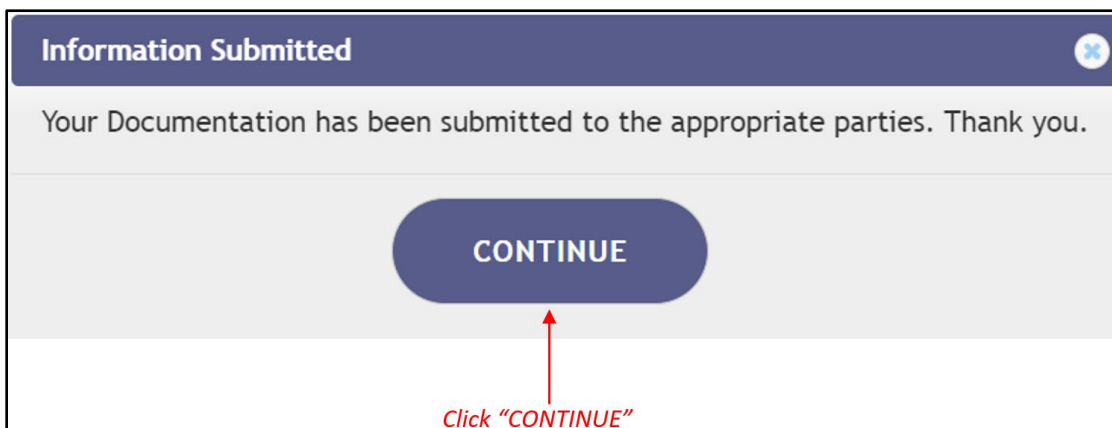 Information Submitted
Your Documentation has been submitted to the appropriate parties. Thank you.
CONTINUE
Click “CONTINUE”